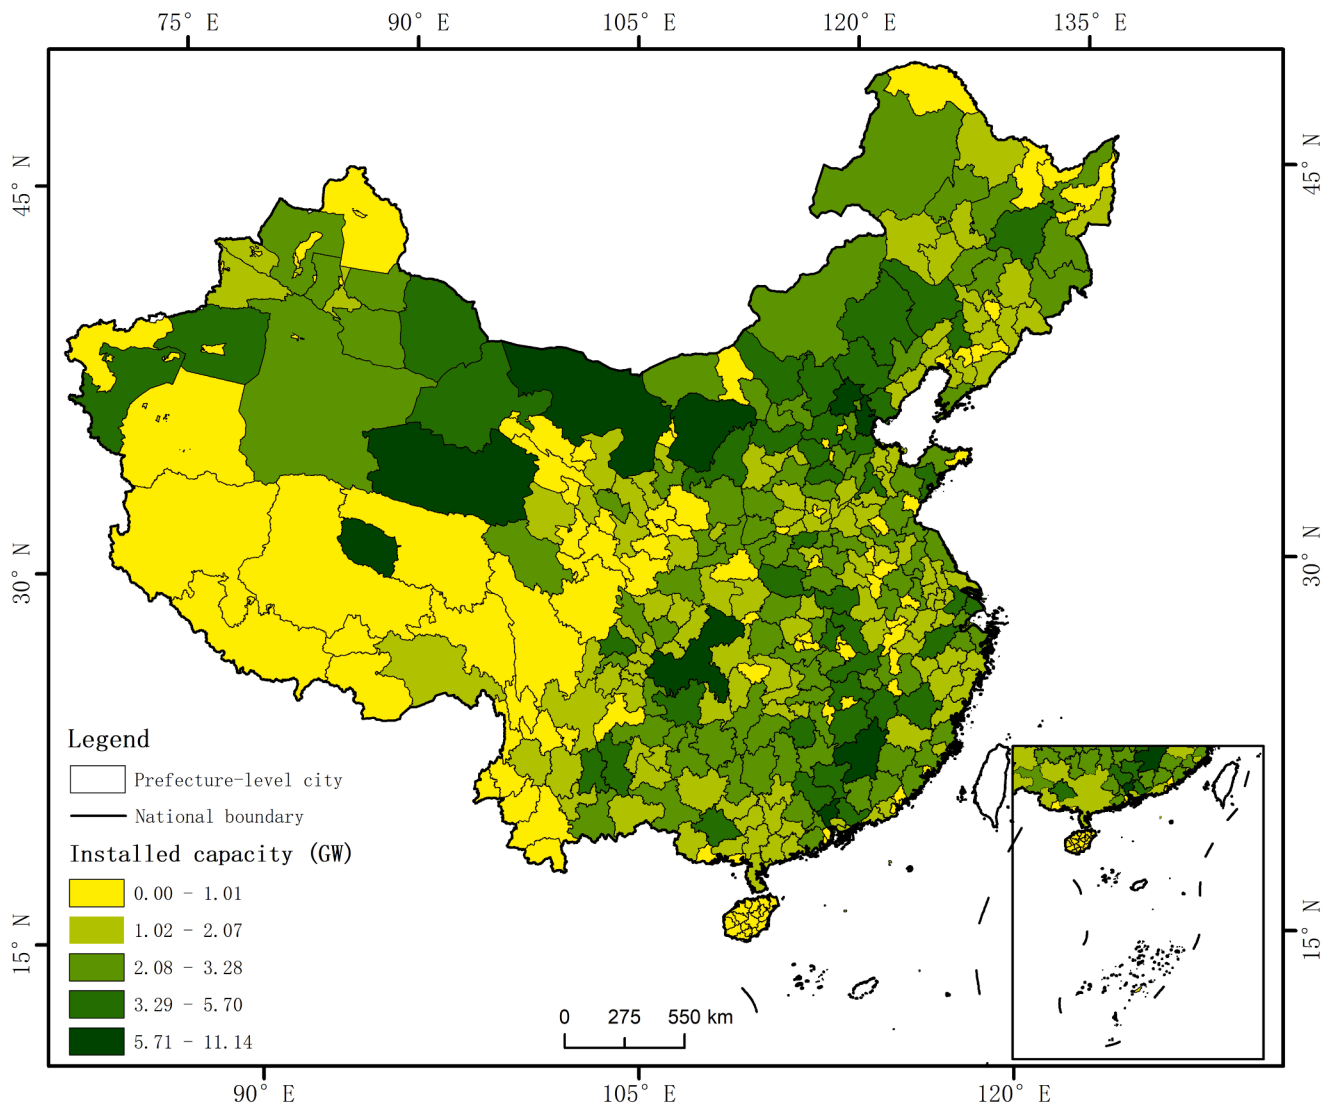 75° E 90° E 105° E 120° E 135° E
45° N 45° N
30° N 30° N
15° N 15° N
Legend
Prefecture-level city
National boundary
Installed capacity (GW)
0.00 - 1.01
1.02 - 2.07
2.08 - 3.28
3.29 - 5.70
5.71 - 11.14
0 275 550 km
90° E 105° E 120° E